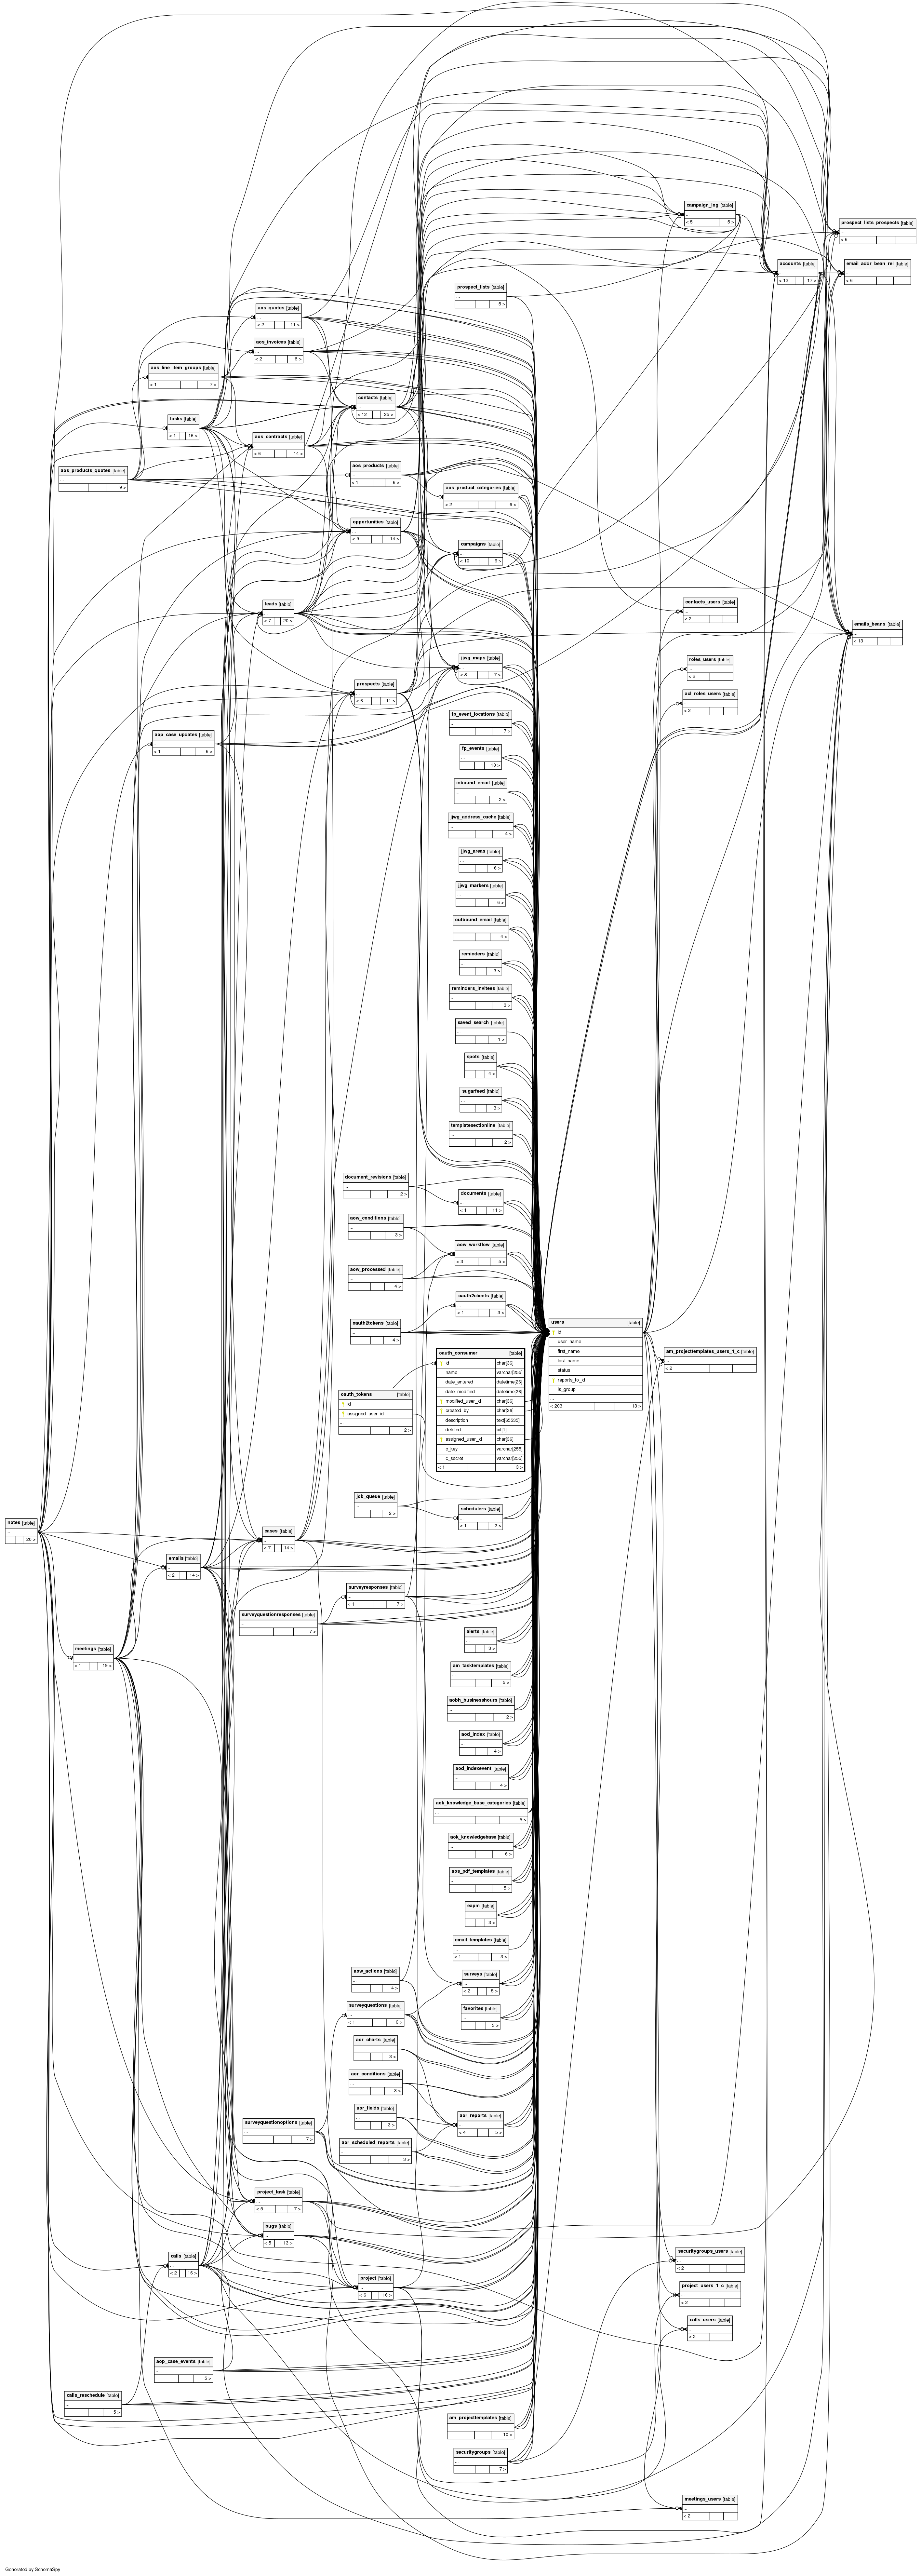 campaign_log [table]
...
< 5 5 >
prospect_lists_prospects [table]
...
< 6
accounts [table]
...
< 12 17 >
email_addr_bean_rel [table]
...
< 6
prospect_lists [table]
...
5 >
aos_quotes [table]
...
< 2 11 >
aos_invoices [table]
...
< 2 8 >
aos_line_item_groups [table]
...
< 1 7 >
contacts [table]
...
< 12 25 >
tasks [table]
...
< 1 16 >
aos_contracts [table]
...
< 6 14 >
aos_products_quotes [table]
...
9 >
aos_products [table]
...
< 1 6 >
aos_product_categories [table]
...
< 2 6 >
opportunities [table]
...
< 9 14 >
campaigns [table]
...
< 10 6 >
leads [table]
...
< 7 20 >
contacts_users [table]
...
< 2
emails_beans [table]
...
< 13
jjwg_maps [table]
...
< 8 7 >
roles_users [table]
...
< 2
prospects [table]
...
< 6 11 >
acl_roles_users [table]
...
< 2
fp_event_locations [table]
...
7 >
aop_case_updates [table]
...
< 1 6 >
fp_events [table]
...
10 >
inbound_email [table]
...
2 >
jjwg_address_cache [table]
...
4 >
jjwg_areas [table]
...
6 >
jjwg_markers [table]
...
6 >
outbound_email [table]
...
4 >
reminders [table]
...
3 >
reminders_invitees [table]
...
3 >
saved_search [table]
...
1 >
spots [table]
...
4 >
sugarfeed [table]
...
3 >
templatesectionline [table]
...
2 >
document_revisions [table]
...
2 >
documents [table]
...
< 1 11 >
aow_conditions [table]
...
3 >
aow_workflow [table]
...
< 3 5 >
aow_processed [table]
...
4 >
oauth2clients [table]
...
< 1 3 >
oauth2tokens [table]
...
4 >
users [table]
id
user_name
first_name
last_name
status
reports_to_id
is_group
...
< 203 13 >
oauth_consumer [table]
id char[36]
name varchar[255]
date_entered datetime[26]
date_modified datetime[26]
modified_user_id char[36]
created_by char[36]
description text[65535]
deleted bit[1]
assigned_user_id char[36]
c_key varchar[255]
c_secret varchar[255]
< 1 3 >
am_projecttemplates_users_1_c [table]
...
< 2
oauth_tokens [table]
id
assigned_user_id
...
2 >
job_queue [table]
...
2 >
schedulers [table]
...
< 1 2 >
notes [table]
...
20 >
cases [table]
...
< 7 14 >
emails [table]
...
< 2 14 >
surveyresponses [table]
...
< 1 7 >
surveyquestionresponses [table]
...
7 >
alerts [table]
...
3 >
meetings [table]
...
< 1 19 >
am_tasktemplates [table]
...
5 >
aobh_businesshours [table]
...
2 >
aod_index [table]
...
4 >
aod_indexevent [table]
...
4 >
aok_knowledge_base_categories [table]
...
5 >
aok_knowledgebase [table]
...
6 >
aos_pdf_templates [table]
...
5 >
eapm [table]
...
3 >
email_templates [table]
...
< 1 3 >
aow_actions [table]
...
4 >
surveys [table]
...
< 2 5 >
surveyquestions [table]
...
< 1 6 >
favorites [table]
...
3 >
aor_charts [table]
...
3 >
aor_conditions [table]
...
3 >
aor_fields [table]
...
3 >
aor_reports [table]
...
< 4 5 >
surveyquestionoptions [table]
...
7 >
aor_scheduled_reports [table]
...
3 >
project_task [table]
...
< 5 7 >
bugs [table]
...
< 5 13 >
calls [table]
...
< 2 16 >
securitygroups_users [table]
...
< 2
project [table]
...
< 6 16 >
project_users_1_c [table]
...
< 2
calls_users [table]
...
< 2
aop_case_events [table]
...
5 >
calls_reschedule [table]
...
5 >
am_projecttemplates [table]
...
10 >
securitygroups [table]
...
7 >
meetings_users [table]
...
< 2
Generated by SchemaSpy